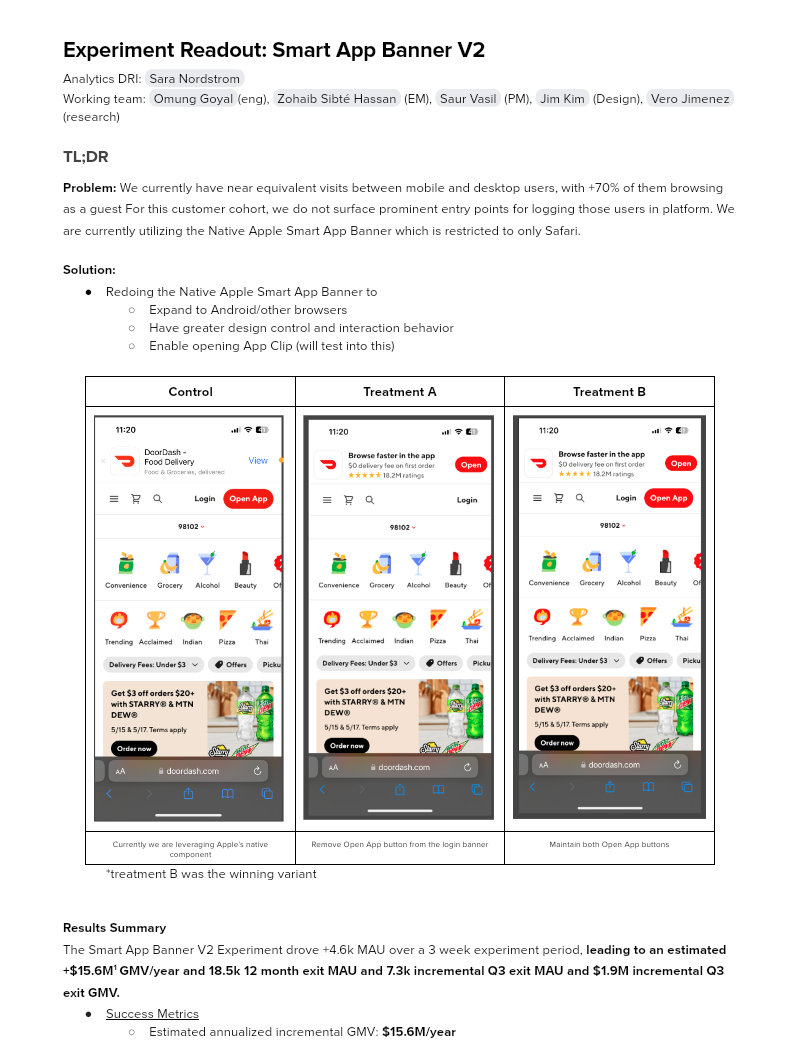 Experiment Readout: Smart App Banner V2
Analytics DRI: Sara Nordstrom
Working team: Omung Goyal (eng), Zohaib Sibté Hassan (EM), Saur Vasil (PM), Jim Kim (Design), Vero Jimenez
(research)
TL;DR
Problem: We currently have near equivalent visits between mobile and desktop users, with +70% of them browsing
as a guest For this customer cohort, we do not surface prominent entry points for logging those users in platform. We
are currently utilizing the Native Apple Smart App Banner which is restricted to only Safari.
Solution:
● Redoing the Native Apple Smart App Banner to
○ Expand to Android/other browsers
○ Have greater design control and interaction behavior
○ Enable opening App Clip (will test into this)
Control
11:20
× DoorDash -
Food Delivery
Food & Groceries, delivered
View
Login Open App
98102
Convenience Grocery Alcohol Beauty Of
Trending Acclaimed Indian Pizza Thai
Delivery Fees: Under $3 Offers Picku
Get $3 off orders $20+
with STARRY® & MTN
DEW®
5/15 & 5/17. Terms apply
Order now
AA doordash.com
Currently we are leveraging Apple's native
component
Treatment A
11:20
Browse faster in the app
$0 delivery fee on first order
★★★★★ 18.2M ratings
Open
Login
98102
Convenience Grocery Alcohol Beauty Of
Trending Acclaimed Indian Pizza Thai
Delivery Fees: Under $3 Offers Picku
Get $3 off orders $20+
with STARRY® & MTN
DEW®
5/15 & 5/17. Terms apply
Order now
AA doordash.com
Remove Open App button from the login banner
Treatment B
11:20
Browse faster in the app
$0 delivery fee on first order
★★★★★ 18.2M ratings
Open
Login Open App
98102
Convenience Grocery Alcohol Beauty Of
Trending Acclaimed Indian Pizza Thai
Delivery Fees: Under $3 Offers Picku
Get $3 off orders $20+
with STARRY® & MTN
DEW®
5/15 & 5/17. Terms apply
Order now
AA doordash.com
Maintain both Open App buttons
*treatment B was the winning variant
Results Summary
The Smart App Banner V2 Experiment drove +4.6k MAU over a 3 week experiment period, leading to an estimated
+$15.6M¹ GMV/year and 18.5k 12 month exit MAU and 7.3k incremental Q3 exit MAU and $1.9M incremental Q3
exit GMV.
● Success Metrics
○ Estimated annualized incremental GMV: $15.6M/year